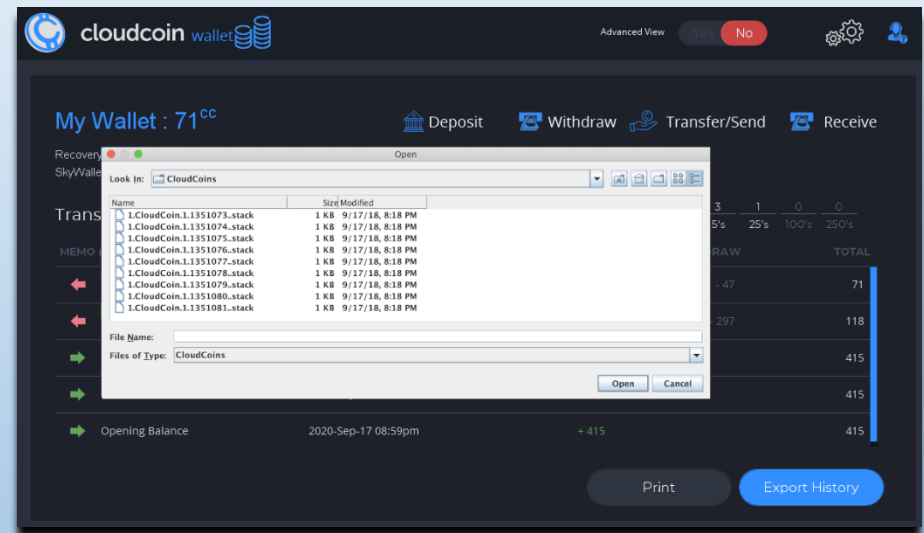 cloudcoin wallet
Advanced View Yes No
My Wallet : 71cc
Deposit Withdraw Transfer/Send Receive
Recovery
SkyWalle
Open
Look In: CloudCoins
Name Size Modified
1.CloudCoin.1.1351073..stack 1 KB 9/17/18, 8:18 PM
1.CloudCoin.1.1351074..stack 1 KB 9/17/18, 8:18 PM
1.CloudCoin.1.1351075..stack 1 KB 9/17/18, 8:18 PM
1.CloudCoin.1.1351076..stack 1 KB 9/17/18, 8:18 PM
1.CloudCoin.1.1351077..stack 1 KB 9/17/18, 8:18 PM
1.CloudCoin.1.1351078..stack 1 KB 9/17/18, 8:18 PM
1.CloudCoin.1.1351079..stack 1 KB 9/17/18, 8:18 PM
1.CloudCoin.1.1351080..stack 1 KB 9/17/18, 8:18 PM
1.CloudCoin.1.1351081..stack 1 KB 9/17/18, 8:18 PM
File Name:
Files of Type: CloudCoins
Open Cancel
Trans
3 1 0 0
5's 25's 100's 250's
MEMO RAW TOTAL
- 47 71
297 118
415
415
Opening Balance 2020-Sep-17 08:59pm + 415 415
Print Export History